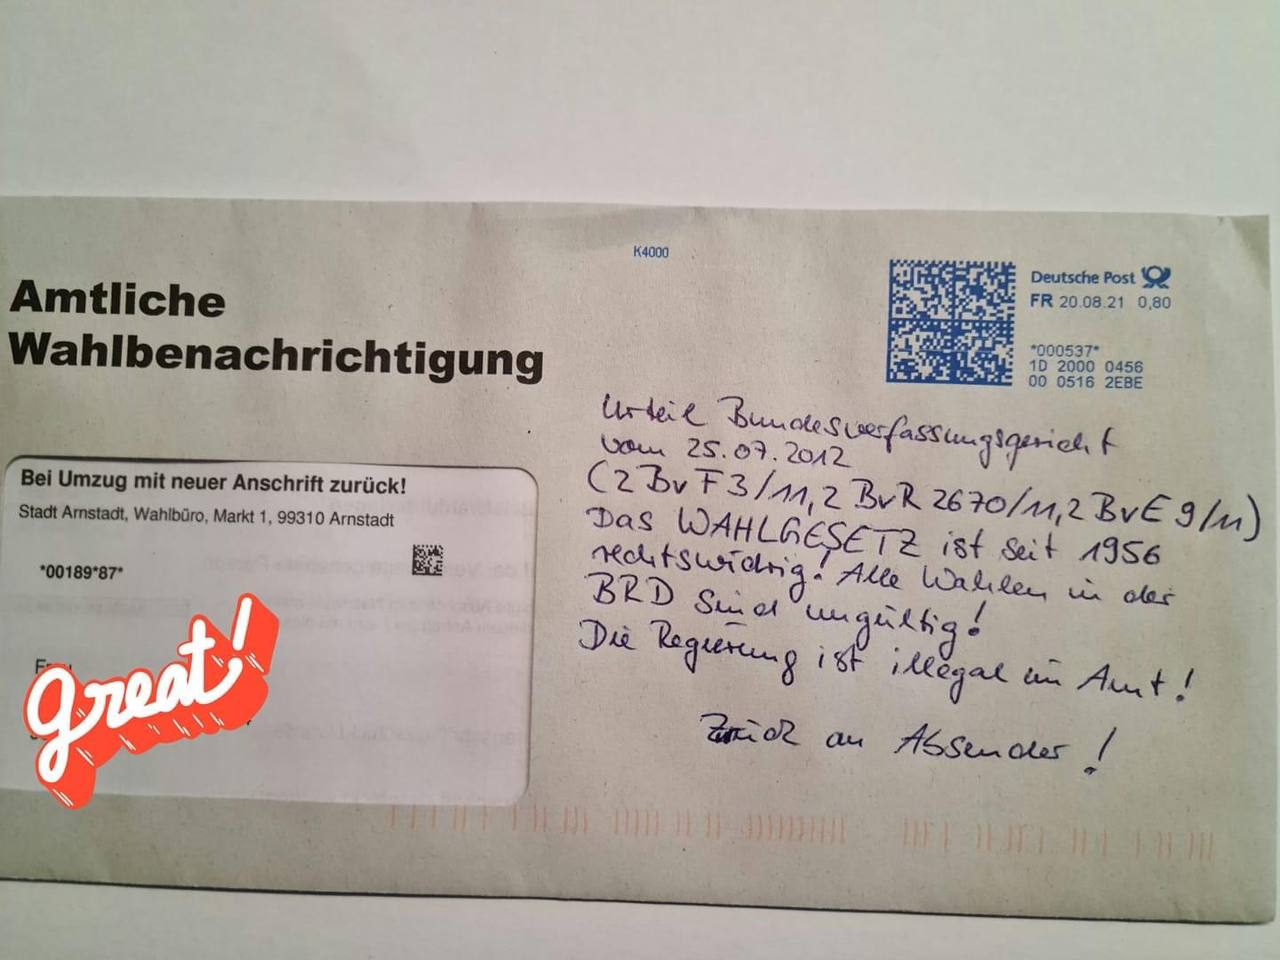 K4000
Deutsche Post
FR 20.08.21 0,80
*000537*
1D 2000 0456
00 0516 2EBE
Amtliche
Wahlbenachrichtigung
Urteil Bundesverfassungsgericht
vom 25.07.2012
(2 BvF 3/11, 2 BvR 2670/11, 2 BvE 9/11)
Das WAHLGESETZ ist seit 1956
rechtswidrig! Alle Wahlen in der
BRD sind ungültig!
Die Regierung ist illegal im Amt!
Zurück an Absender!
Bei Umzug mit neuer Anschrift zurück!
Stadt Arnstadt, Wahlbüro, Markt 1, 99310 Arnstadt
*00189*87*
great!